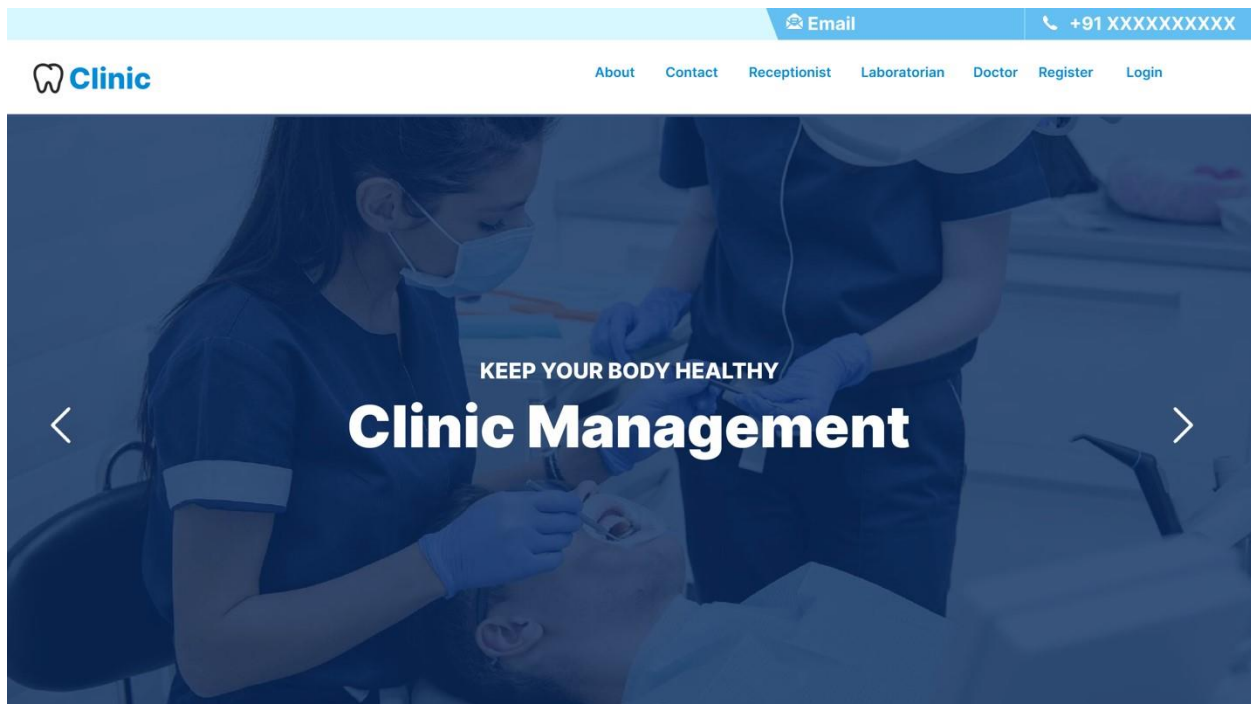 Email +91 XXXXXXXXXX
Clinic About Contact Receptionist Laboratorian Doctor Register Login
KEEP YOUR BODY HEALTHY
Clinic Management